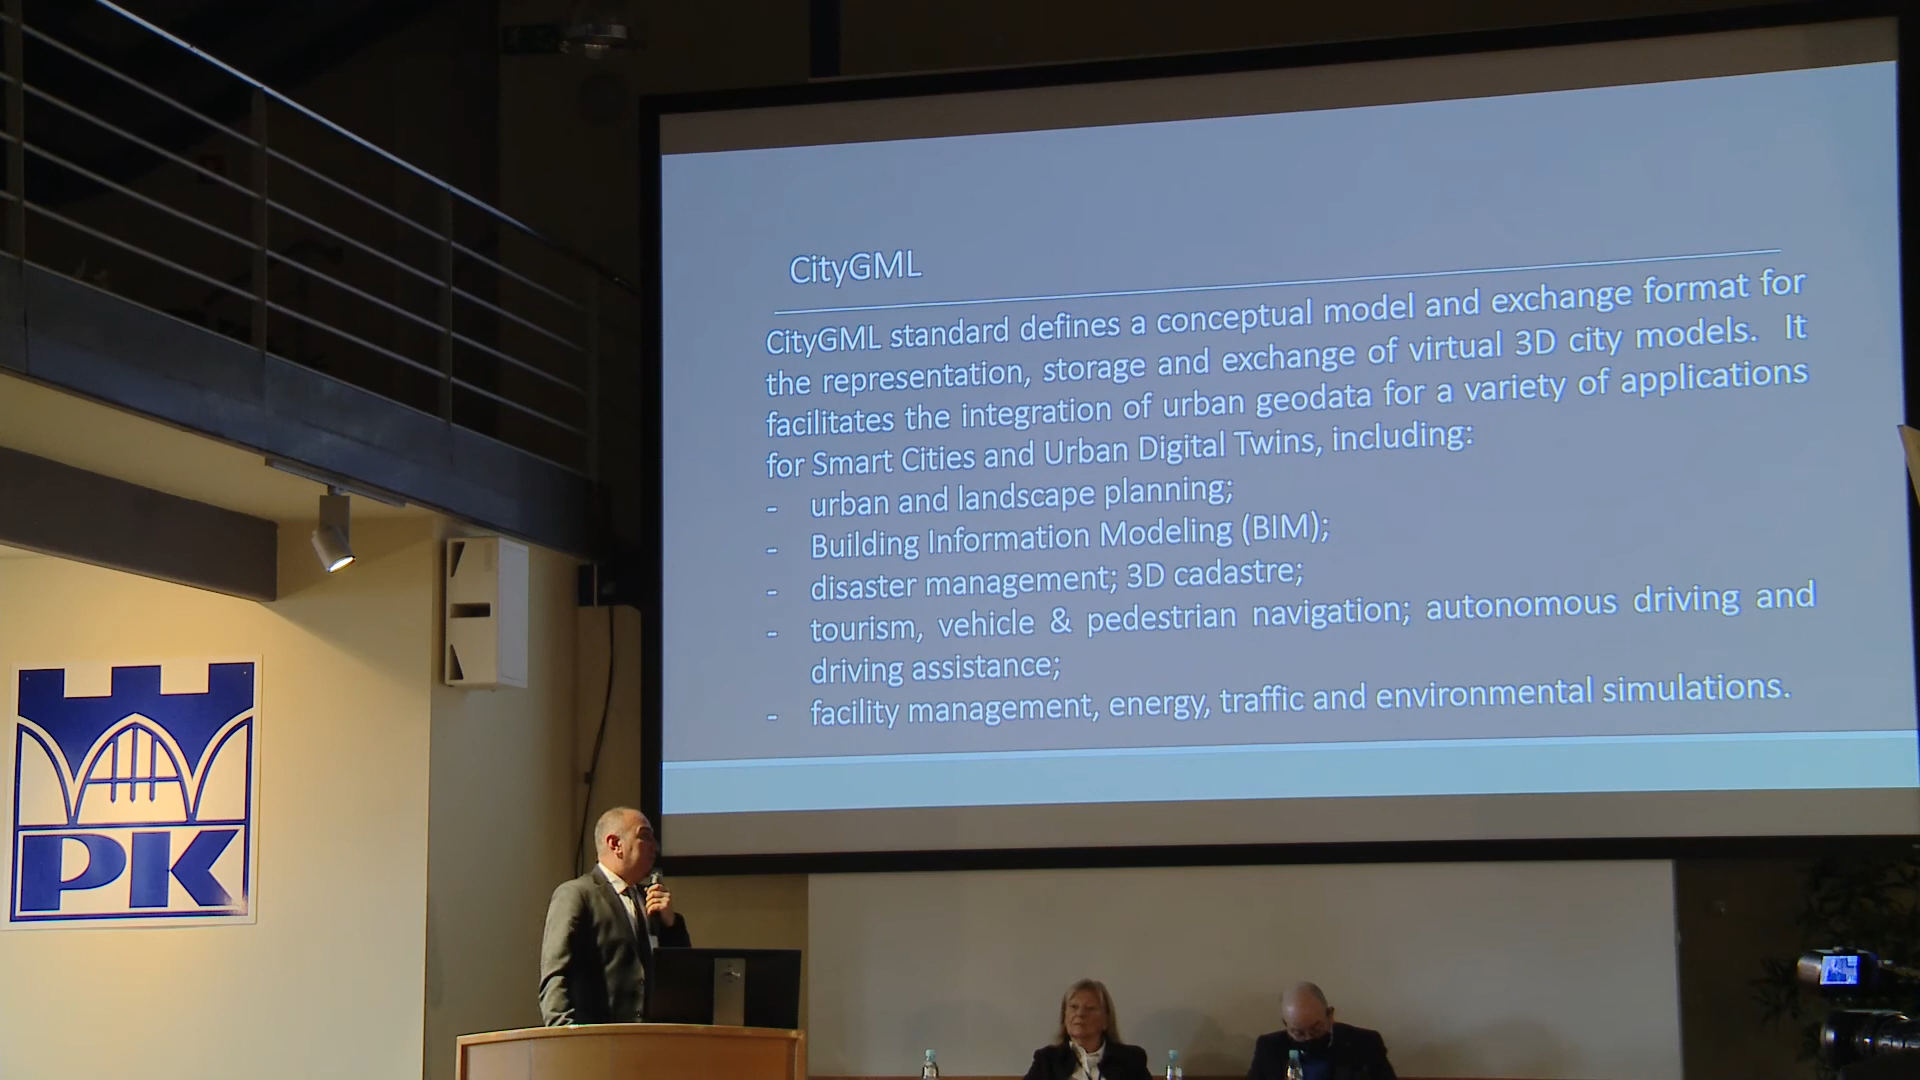 CityGML
CityGML standard defines a conceptual model and exchange format for
the representation, storage and exchange of virtual 3D city models. It
facilitates the integration of urban geodata for a variety of applications
for Smart Cities and Urban Digital Twins, including:
- urban and landscape planning;
- Building Information Modeling (BIM);
- disaster management; 3D cadastre;
- tourism, vehicle & pedestrian navigation; autonomous driving and
driving assistance;
- facility management, energy, traffic and environmental simulations.
PK